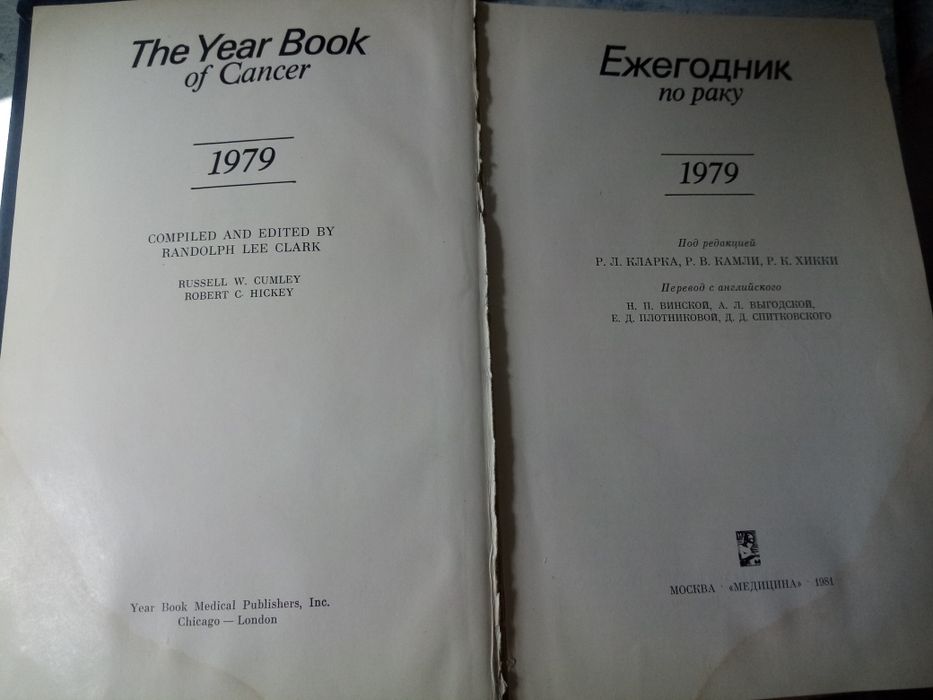 The Year Book
of Cancer
1979
COMPILED AND EDITED BY
RANDOLPH LEE CLARK
RUSSELL W. CUMLEY
ROBERT C. HICKEY
Year Book Medical Publishers, Inc.
Chicago — London
Ежегодник
по раку
1979
Под редакцией
Р. Л. КЛАРКА, Р. В. КАМЛИ, Р. К. ХИККИ
Перевод с английского
Н. П. ВИНСКОЙ, А. Л. ВЫГОДСКОЙ,
Е. Д. ПЛОТНИКОВОЙ, Д. Д. СПИТКОВСКОГО
МОСКВА · «МЕДИЦИНА» · 1981